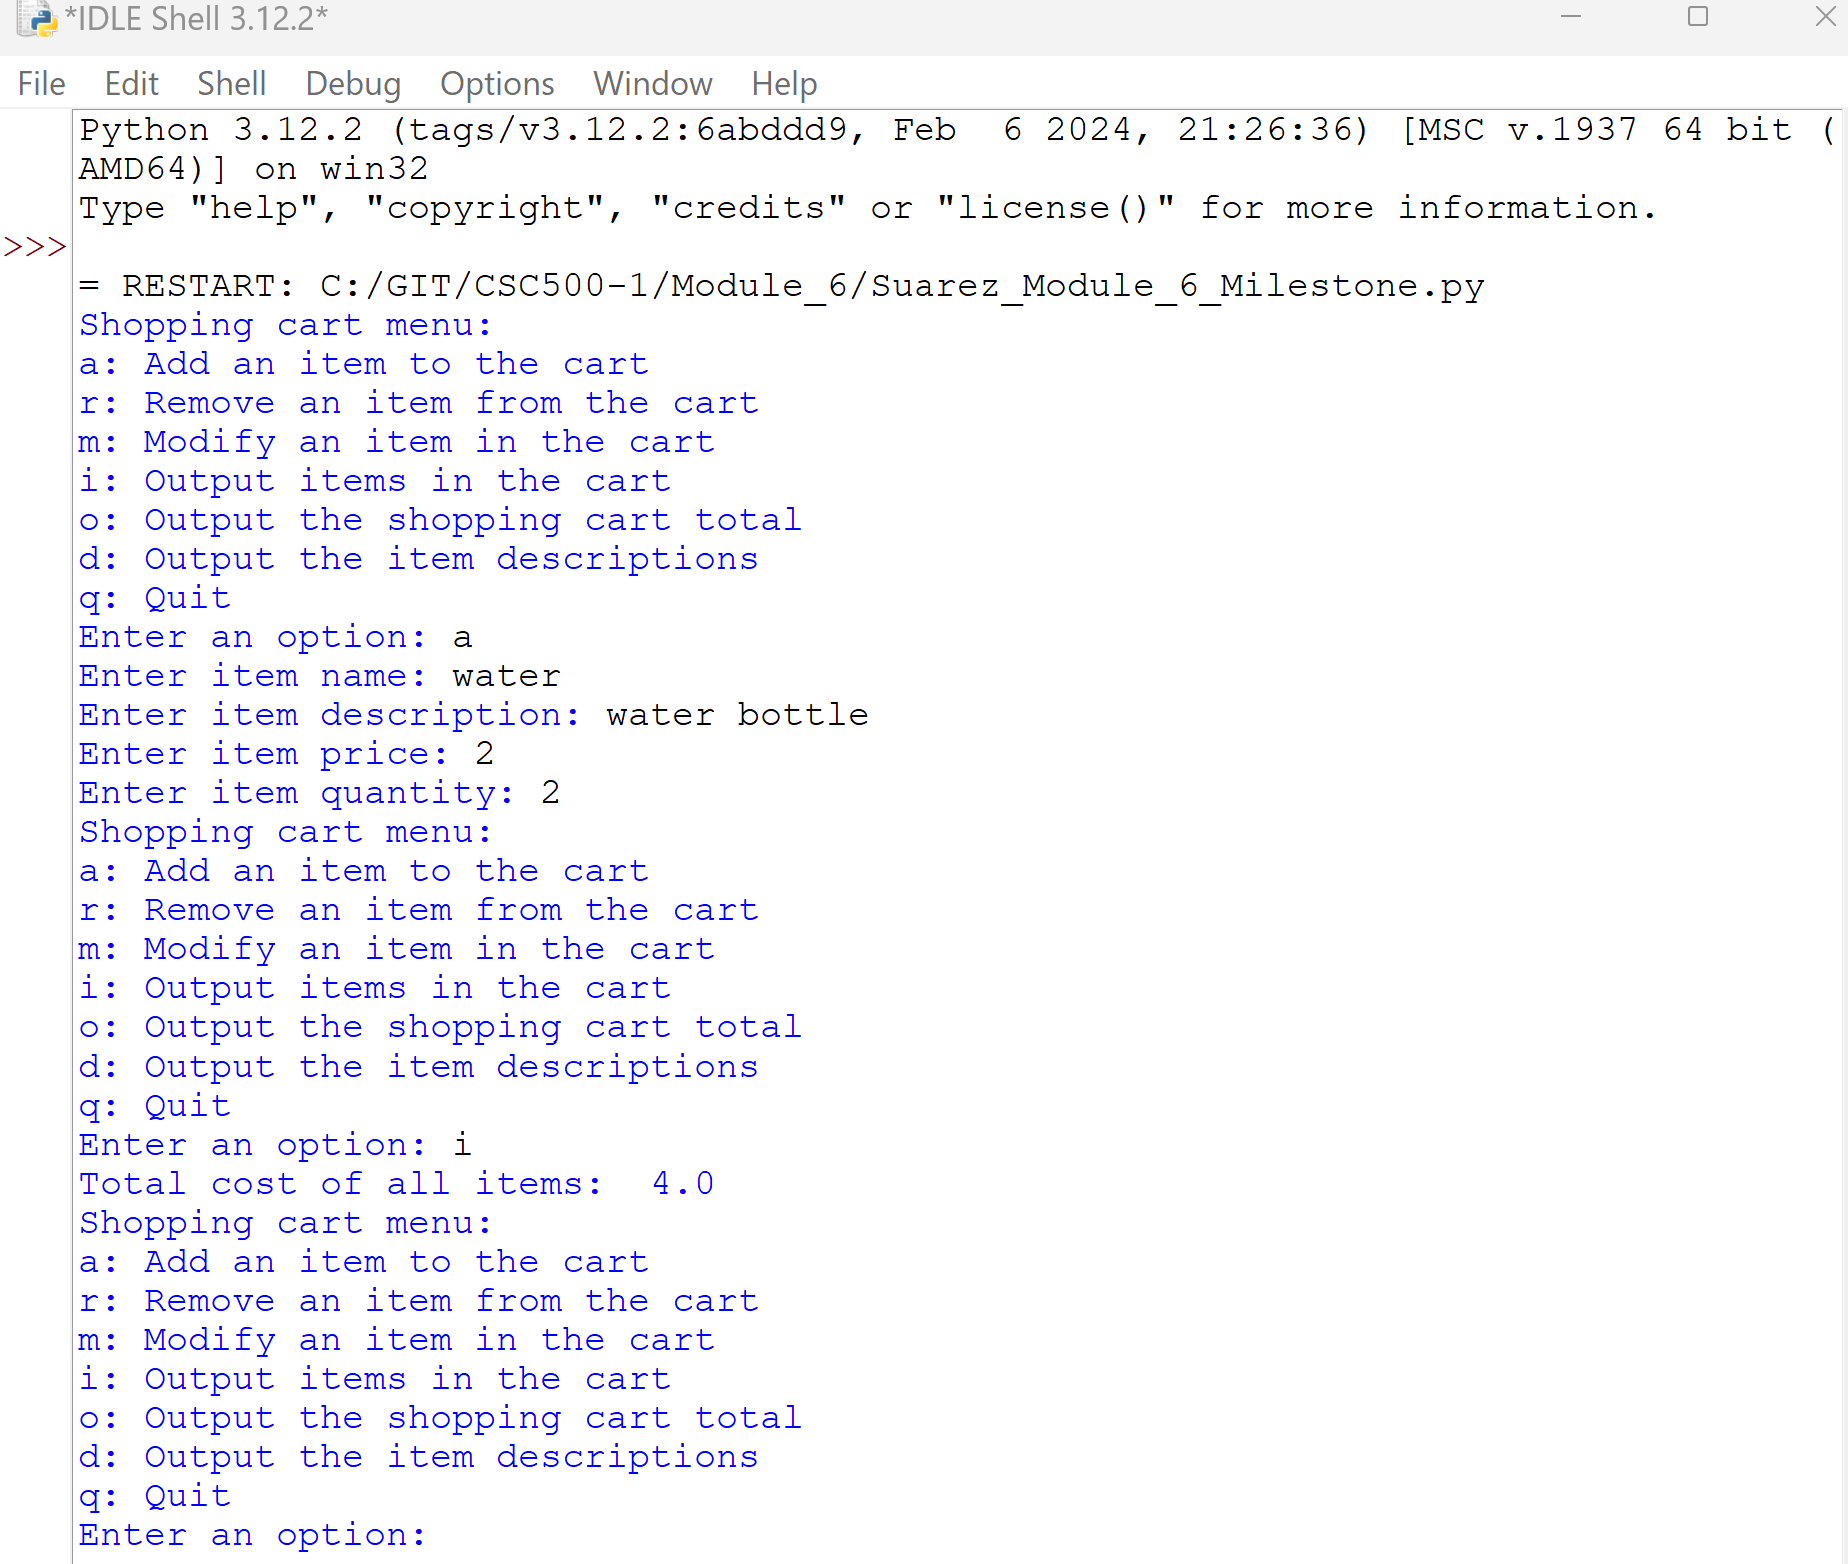 *IDLE Shell 3.12.2*
File Edit Shell Debug Options Window Help
Python 3.12.2 (tags/v3.12.2:6abddd9, Feb  6 2024, 21:26:36) [MSC v.1937 64 bit (
AMD64)] on win32
Type "help", "copyright", "credits" or "license()" for more information.
>>>
= RESTART: C:/GIT/CSC500-1/Module_6/Suarez_Module_6_Milestone.py
Shopping cart menu:
a: Add an item to the cart
r: Remove an item from the cart
m: Modify an item in the cart
i: Output items in the cart
o: Output the shopping cart total
d: Output the item descriptions
q: Quit
Enter an option: a
Enter item name: water
Enter item description: water bottle
Enter item price: 2
Enter item quantity: 2
Shopping cart menu:
a: Add an item to the cart
r: Remove an item from the cart
m: Modify an item in the cart
i: Output items in the cart
o: Output the shopping cart total
d: Output the item descriptions
q: Quit
Enter an option: i
Total cost of all items:  4.0
Shopping cart menu:
a: Add an item to the cart
r: Remove an item from the cart
m: Modify an item in the cart
i: Output items in the cart
o: Output the shopping cart total
d: Output the item descriptions
q: Quit
Enter an option: